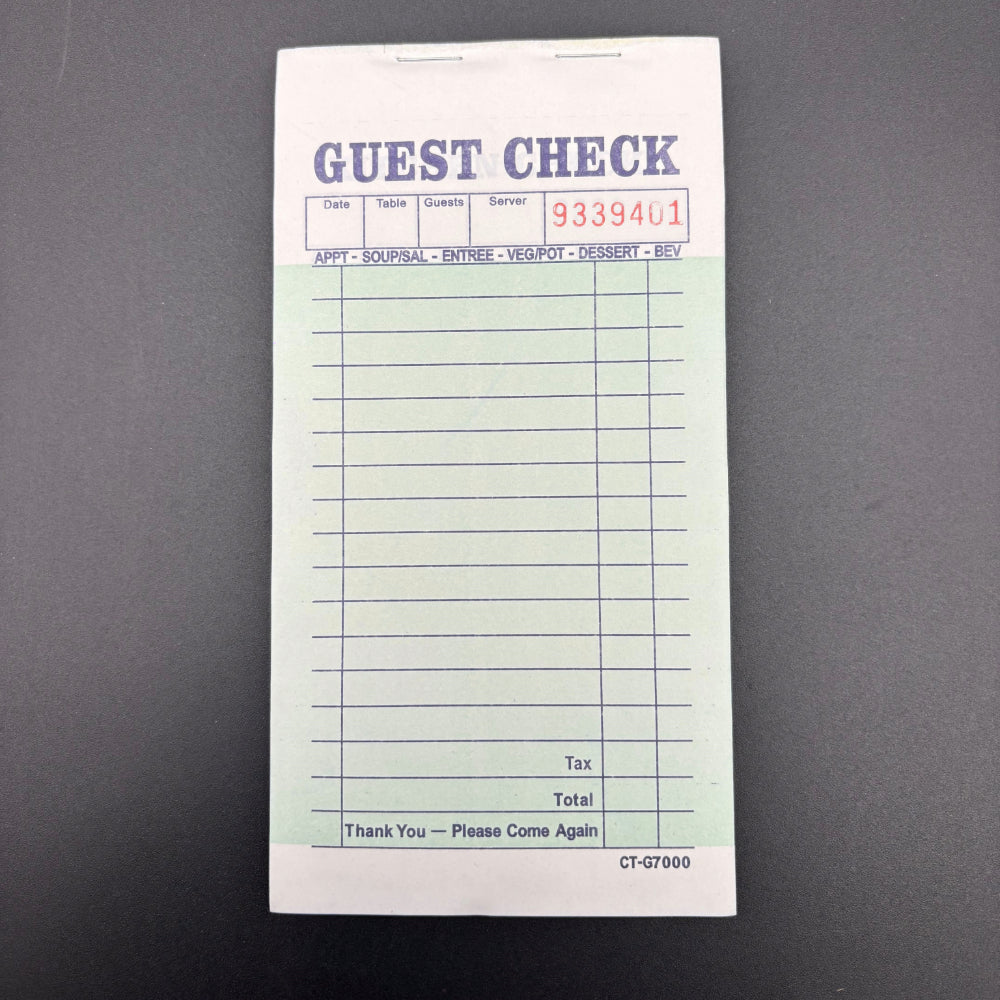 GUEST CHECK
Date Table Guests Server 9339401
APPT - SOUP/SAL - ENTREE - VEG/POT - DESSERT - BEV
Tax
Total
Thank You — Please Come Again
CT-G7000